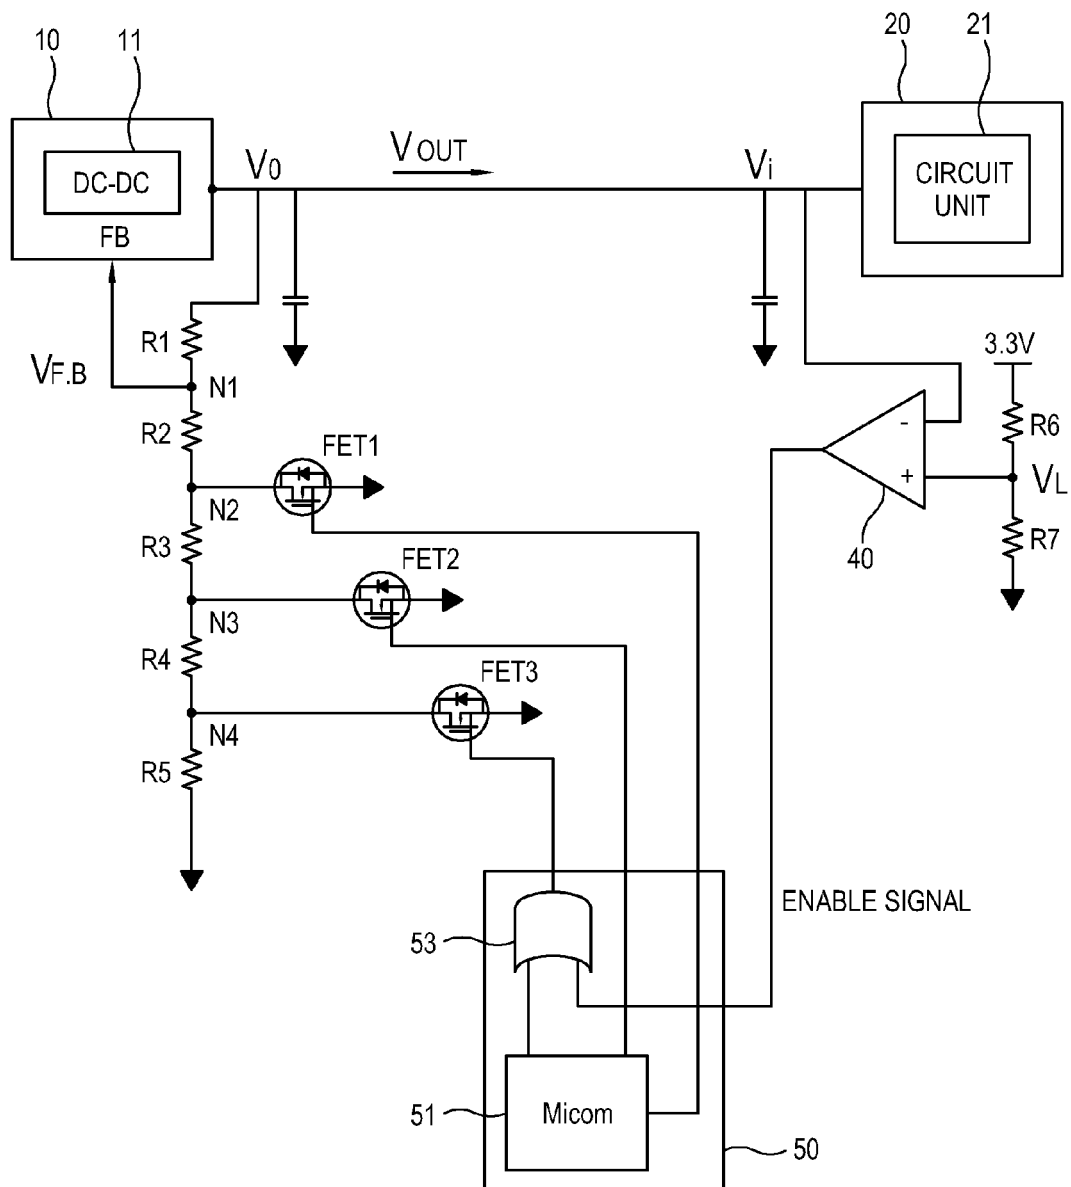 10
11
20
21
DC-DC
FB
V0
VOUT
Vi
CIRCUIT
UNIT
R1
VF.B
N1
3.3V
R2
FET1
-
R6
+
VL
N2
R3
40
R7
FET2
N3
R4
FET3
N4
R5
ENABLE SIGNAL
53
51
Micom
50